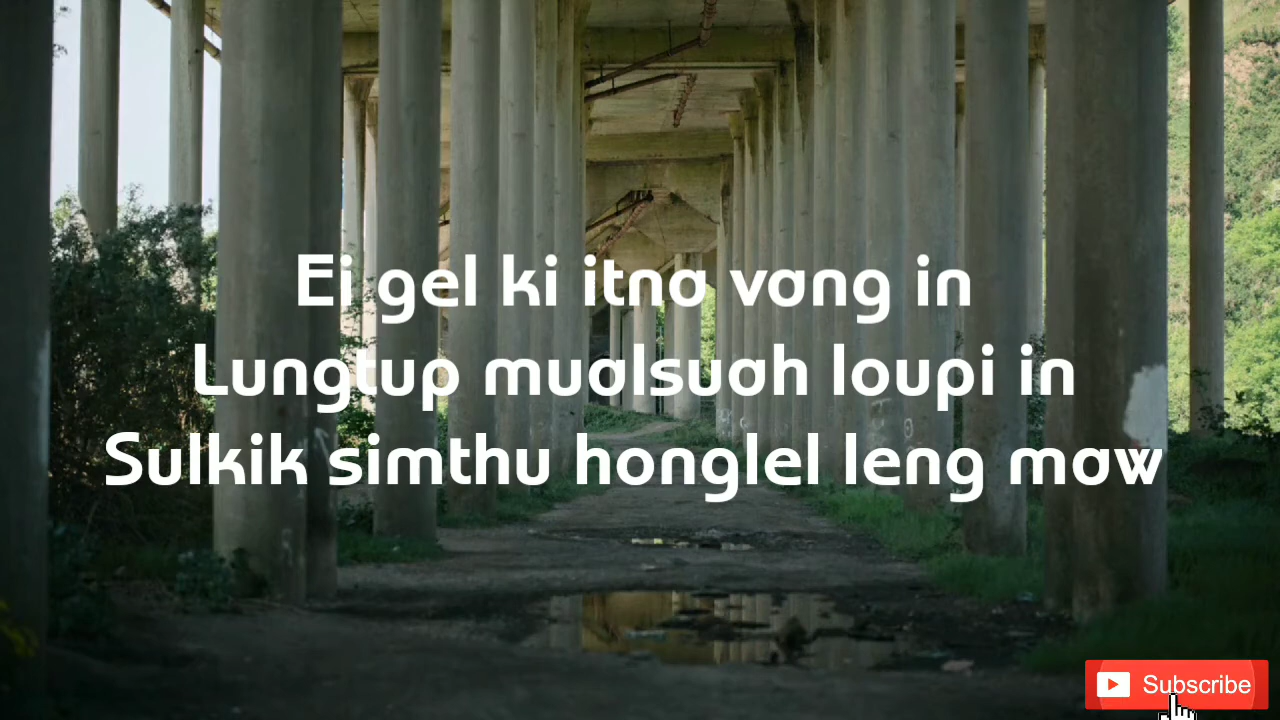 Ei gel ki itna vang in
Lungtup mualsuah loupi in
Sulkik simthu honglel leng maw
Subscribe